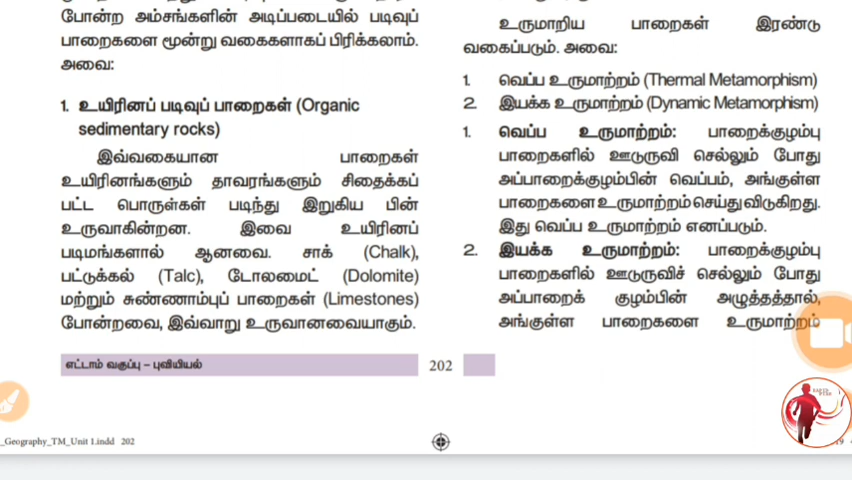 போன்ற அம்சங்களின் அடிப்படையில் படிவுப்
பாறைகளை மூன்று வகைகளாகப் பிரிக்கலாம்.
அவை:
1. உயிரினப் படிவுப் பாறைகள் (Organic
sedimentary rocks)
இவ்வகையான பாறைகள்
உயிரினங்களும் தாவரங்களும் சிதைக்கப்
பட்ட பொருள்கள் படிந்து இறுகிய பின்
உருவாகின்றன. இவை உயிரினப்
படிமங்களால் ஆனவை. சாக் (Chalk),
பட்டுக்கல் (Talc), டோலமைட் (Dolomite)
மற்றும் சுண்ணாம்புப் பாறைகள் (Limestones)
போன்றவை, இவ்வாறு உருவானவையாகும்.
உருமாறிய பாறைகள் இரண்டு
வகைப்படும். அவை:
1. வெப்ப உருமாற்றம் (Thermal Metamorphism)
2. இயக்க உருமாற்றம் (Dynamic Metamorphism)
1. வெப்ப உருமாற்றம்: பாறைக்குழம்பு
பாறைகளில் ஊடுருவி செல்லும் போது
அப்பாறைக்குழம்பின் வெப்பம், அங்குள்ள
பாறைகளை உருமாற்றம் செய்து விடுகிறது.
இது வெப்ப உருமாற்றம் எனப்படும்.
2. இயக்க உருமாற்றம்: பாறைக்குழம்பு
பாறைகளில் ஊடுருவிச் செல்லும் போது
அப்பாறைக் குழம்பின் அழுத்தத்தால்,
அங்குள்ள பாறைகளை உருமாற்றம்
எட்டாம் வகுப்பு – புவியியல்
202
_Geography_TM_Unit 1.indd 202